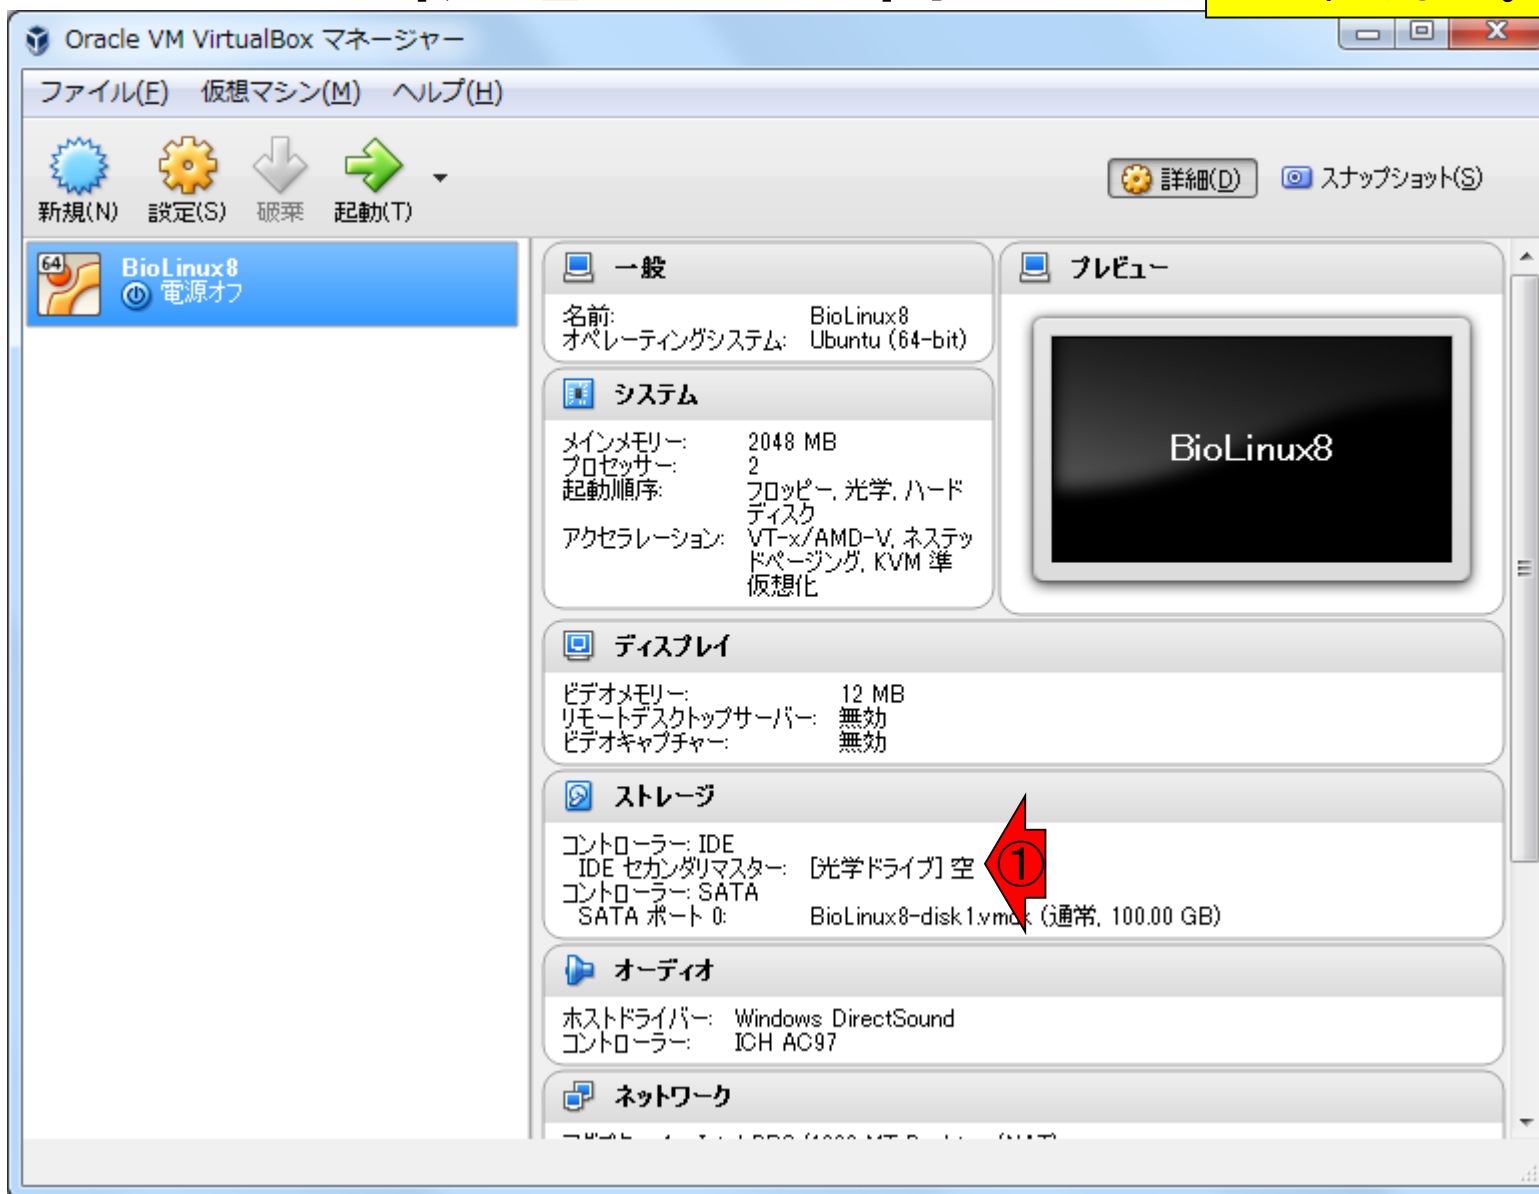 Oracle VM VirtualBox マネージャー
ファイル(F) 仮想マシン(M) ヘルプ(H)
新規(N) 設定(S) 破棄 起動(T)
詳細(D) スナップショット(S)
64
BioLinux8
電源オフ
一般
名前: BioLinux8
オペレーティングシステム: Ubuntu (64-bit)
プレビュー
BioLinux8
システム
メインメモリー: 2048 MB
プロセッサー: 2
起動順序: フロッピー, 光学, ハード
ディスク
アクセラレーション: VT-x/AMD-V, ネステッ
ドページング, KVM 準
仮想化
ディスプレイ
ビデオメモリー: 12 MB
リモートデスクトップサーバー: 無効
ビデオキャプチャー: 無効
ストレージ
コントローラー: IDE
IDE セカンダリマスター: [光学ドライブ] 空
①
コントローラー: SATA
SATA ポート 0: BioLinux8-disk1.vmdk (通常, 100.00 GB)
オーディオ
ホストドライバー: Windows DirectSound
コントローラー: ICH AC97
ネットワーク